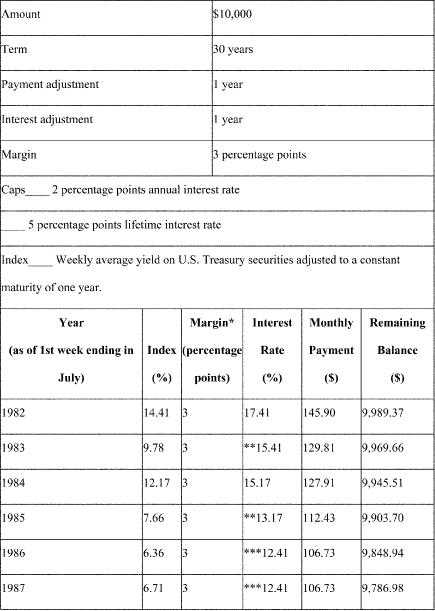 Amount $10,000
Term 30 years
Payment adjustment 1 year
Interest adjustment 1 year
Margin 3 percentage points
Caps____ 2 percentage points annual interest rate
____ 5 percentage points lifetime interest rate
Index____ Weekly average yield on U.S. Treasury securities adjusted to a constant
maturity of one year.
Year Margin* Interest Monthly Remaining
(as of 1st week ending in Index (percentage Rate Payment Balance
July) (%) points) (%) ($) ($)
1982 14.41 3 17.41 145.90 9,989.37
1983 9.78 3 **15.41 129.81 9,969.66
1984 12.17 3 15.17 127.91 9,945.51
1985 7.66 3 **13.17 112.43 9,903.70
1986 6.36 3 ***12.41 106.73 9,848.94
1987 6.71 3 ***12.41 106.73 9,786.98